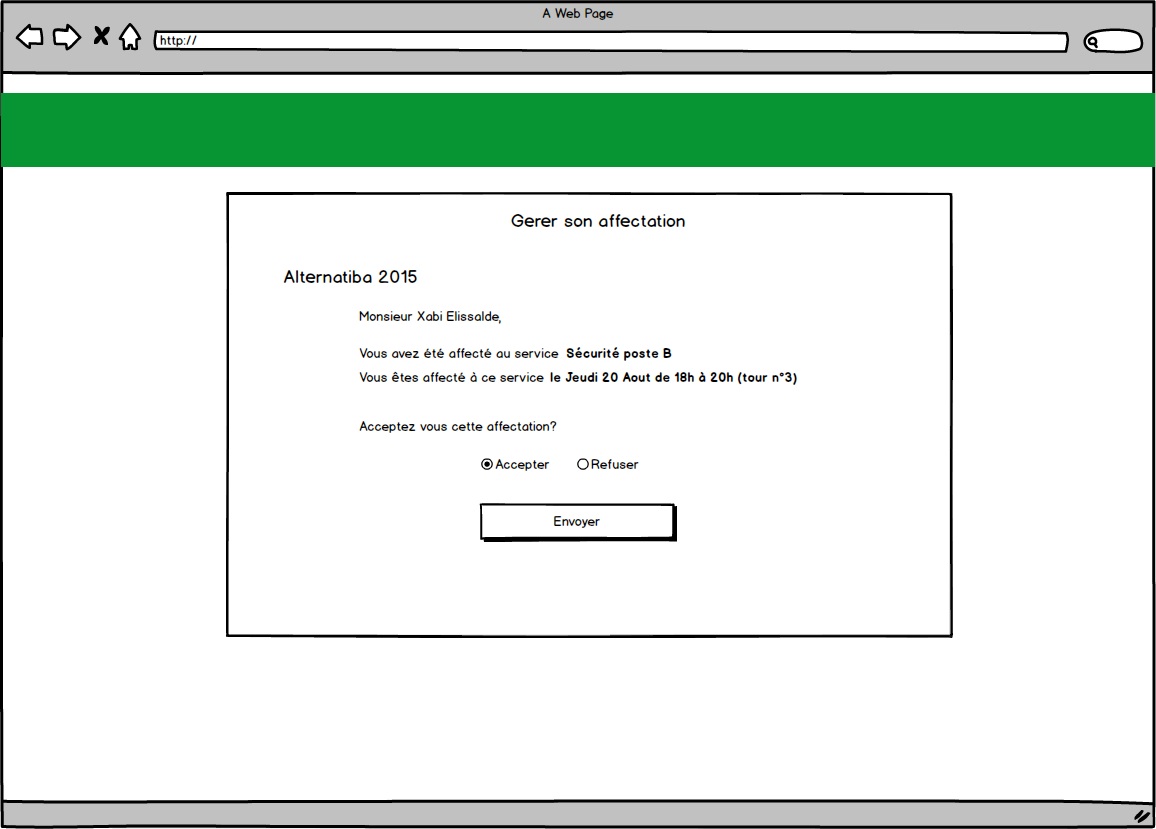 A Web Page
http://
Gerer son affectation
Alternatiba 2015
Monsieur Xabi Elissalde,
Vous avez été affecté au service Sécurité poste B
Vous êtes affecté à ce service le Jeudi 20 Aout de 18h à 20h (tour n°3)
Acceptez vous cette affectation?
Accepter Refuser
Envoyer